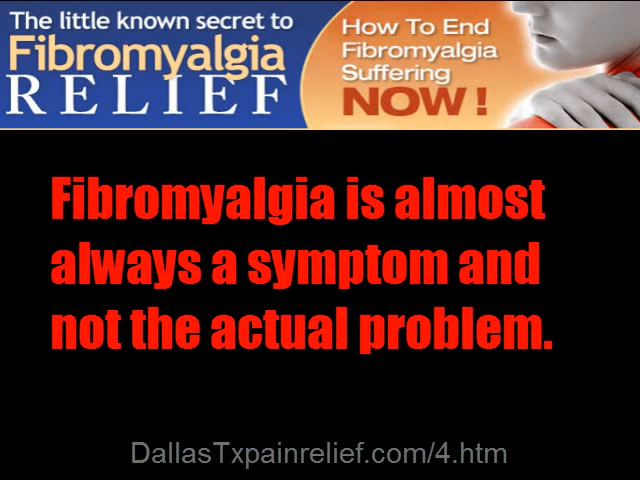 The little known secret to
Fibromyalgia
RELIEF
How To End
Fibromyalgia
Suffering
NOW!
Fibromyalgia is almost
always a symptom and
not the actual problem.
DallasTxpainrelief.com/4.htm